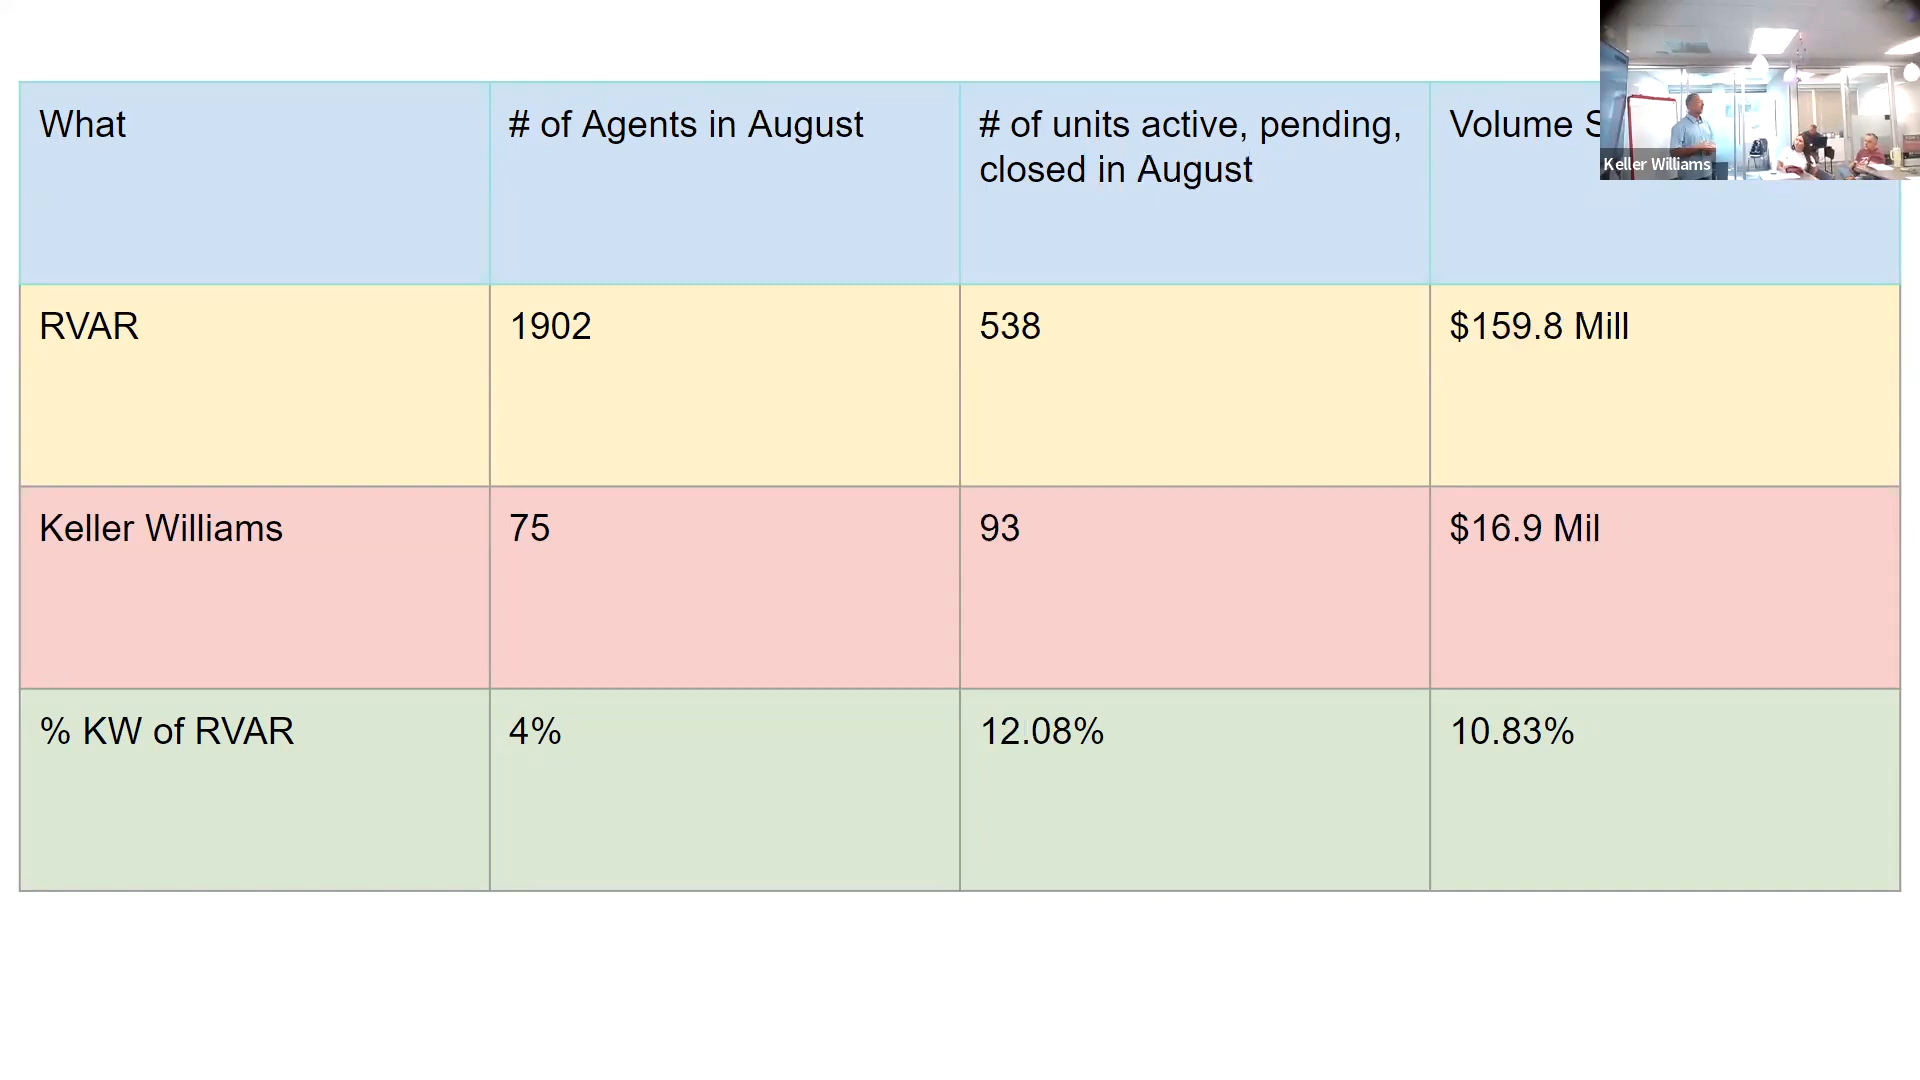 What
# of Agents in August
# of units active, pending,
closed in August
Volume
Keller Williams
RVAR
1902
538
$159.8 Mill
Keller Williams
75
93
$16.9 Mil
% KW of RVAR
4%
12.08%
10.83%